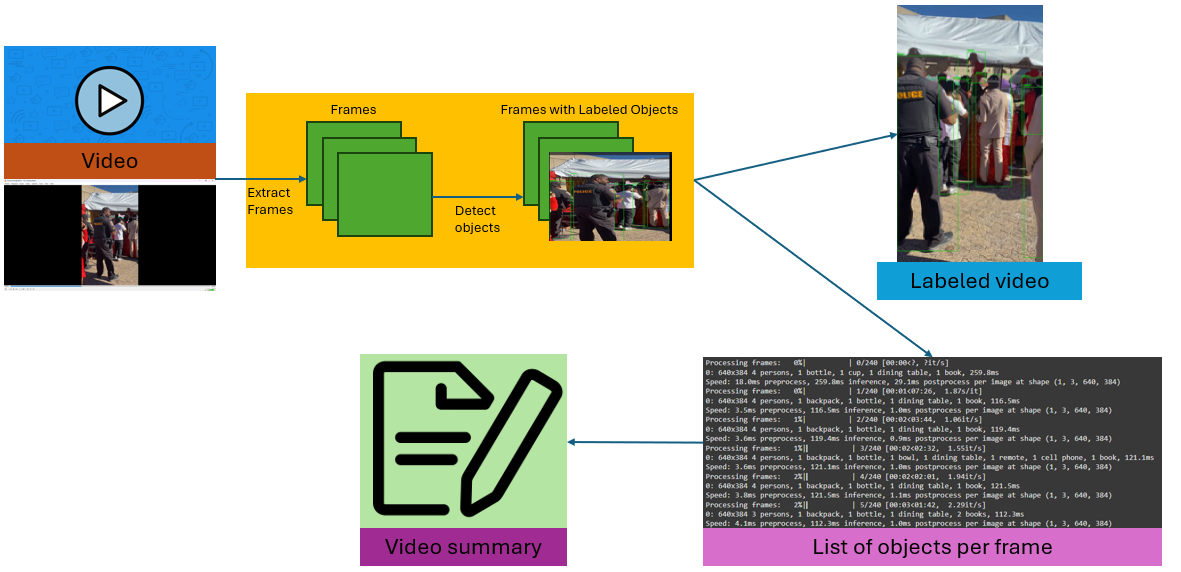 Video
Frames
Frames with Labeled Objects
Extract
Frames
Detect
objects
POLICE
Labeled video
Processing frames:   0%|          | 0/240 [00:00<?, ?it/s]
0: 640x384 4 persons, 1 bottle, 1 cup, 1 dining table, 1 book, 259.8ms
Speed: 18.0ms preprocess, 259.8ms inference, 29.1ms postprocess per image at shape (1, 3, 640, 384)
Processing frames:   0%|          | 1/240 [00:01<07:26,  1.87s/it]
0: 640x384 4 persons, 1 backpack, 1 bottle, 1 dining table, 1 book, 116.5ms
Speed: 3.5ms preprocess, 116.5ms inference, 1.0ms postprocess per image at shape (1, 3, 640, 384)
Processing frames:   1%|          | 2/240 [00:02<03:44,  1.06it/s]
0: 640x384 4 persons, 1 backpack, 1 bottle, 1 dining table, 1 book, 119.4ms
Speed: 3.6ms preprocess, 119.4ms inference, 0.9ms postprocess per image at shape (1, 3, 640, 384)
Processing frames:   1%||          | 3/240 [00:02<02:32,  1.55it/s]
0: 640x384 4 persons, 1 backpack, 1 bottle, 1 bowl, 1 dining table, 1 remote, 1 cell phone, 1 book, 121.1ms
Speed: 3.6ms preprocess, 121.1ms inference, 1.0ms postprocess per image at shape (1, 3, 640, 384)
Processing frames:   2%||          | 4/240 [00:02<02:01,  1.94it/s]
0: 640x384 4 persons, 1 backpack, 1 bottle, 1 dining table, 1 book, 121.5ms
Speed: 3.8ms preprocess, 121.5ms inference, 1.1ms postprocess per image at shape (1, 3, 640, 384)
Processing frames:   2%||          | 5/240 [00:03<01:42,  2.29it/s]
0: 640x384 3 persons, 1 backpack, 1 bottle, 1 dining table, 2 books, 112.3ms
Speed: 4.1ms preprocess, 112.3ms inference, 1.0ms postprocess per image at shape (1, 3, 640, 384)
Video summary
List of objects per frame